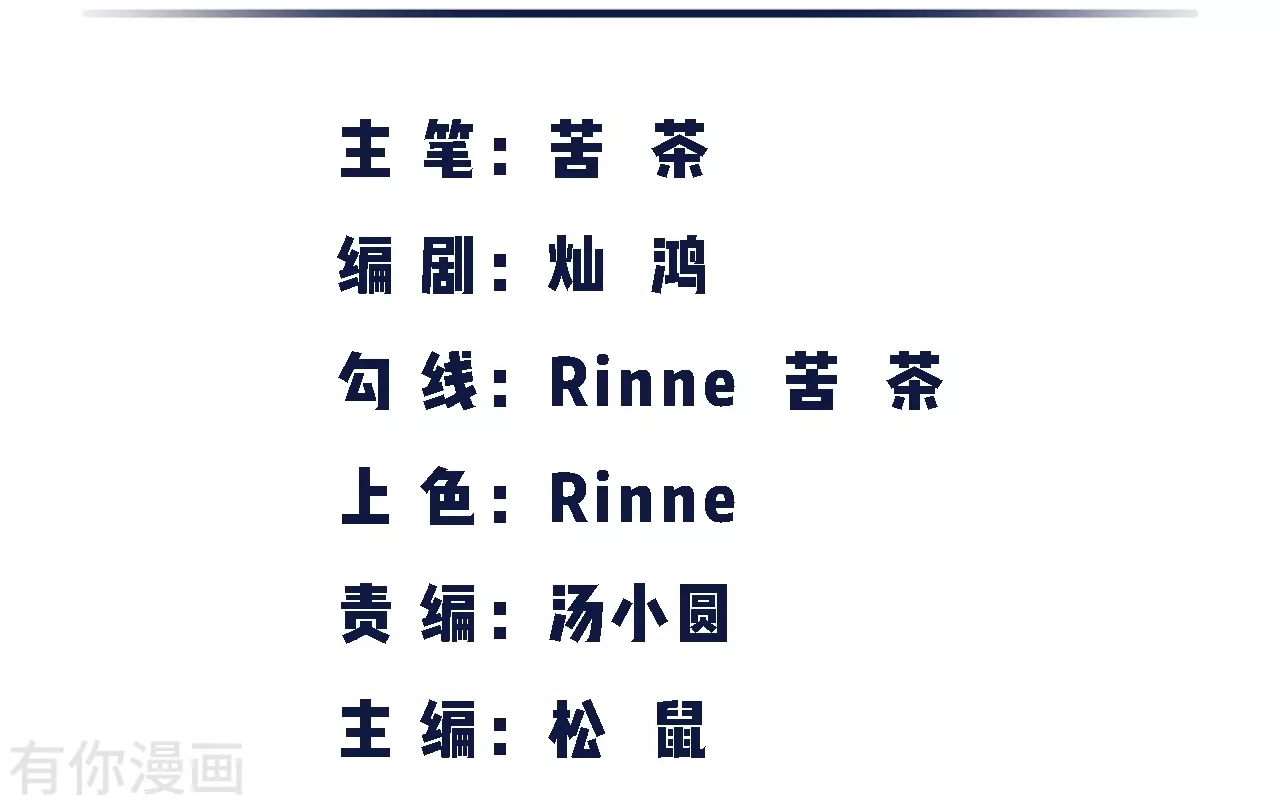 主 笔：苦 茶
编 剧：灿 鸿
勾 线：Rinne 苦 茶
上 色：Rinne
责 编：汤小圆
主 编：松 鼠
有你漫画